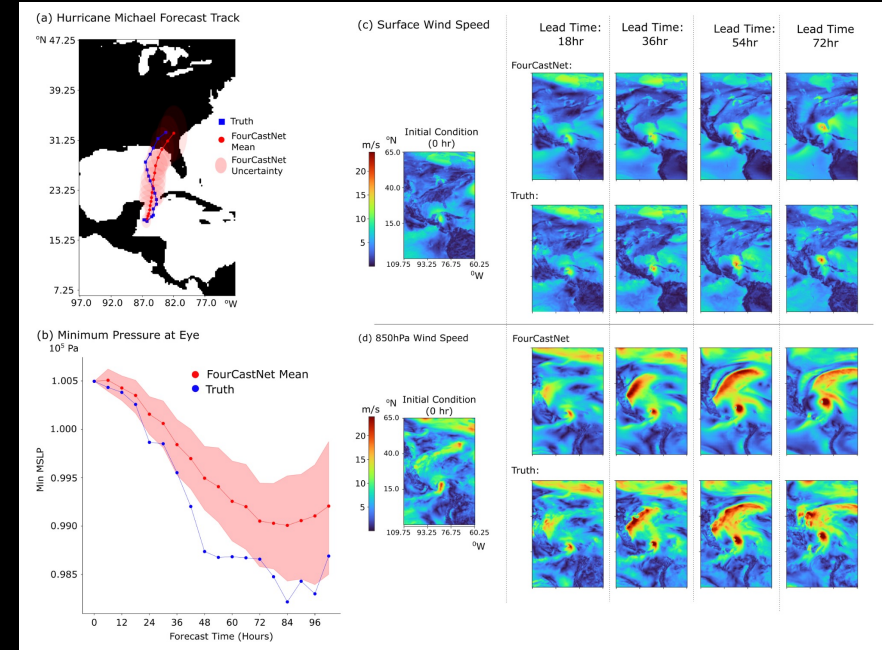 (a) Hurricane Michael Forecast Track
oN 47.25
39.25
31.25
23.25
15.25
7.25
97.0 92.0 87.0 82.0 77.0 oW
Truth
FourCastNet
Mean
FourCastNet
Uncertainty
(b) Minimum Pressure at Eye
10⁵ Pa
1.005
1.000
0.995
0.990
0.985
Min MSLP
0 12 24 36 48 60 72 84 96
Forecast Time (Hours)
FourCastNet Mean
Truth
(c) Surface Wind Speed
Lead Time:
18hr
Lead Time:
36hr
Lead Time:
54hr
Lead Time
72hr
FourCastNet:
Initial Condition
(0 hr)
m/s
20
15
10
5
oN
65.0
40.0
15.0
109.75 93.25 76.75 60.25
oW
Truth:
(d) 850hPa Wind Speed
FourCastNet
Initial Condition
(0 hr)
m/s
20
15
10
5
oN
65.0
40.0
15.0
109.75 93.25 76.75 60.25
oW
Truth: